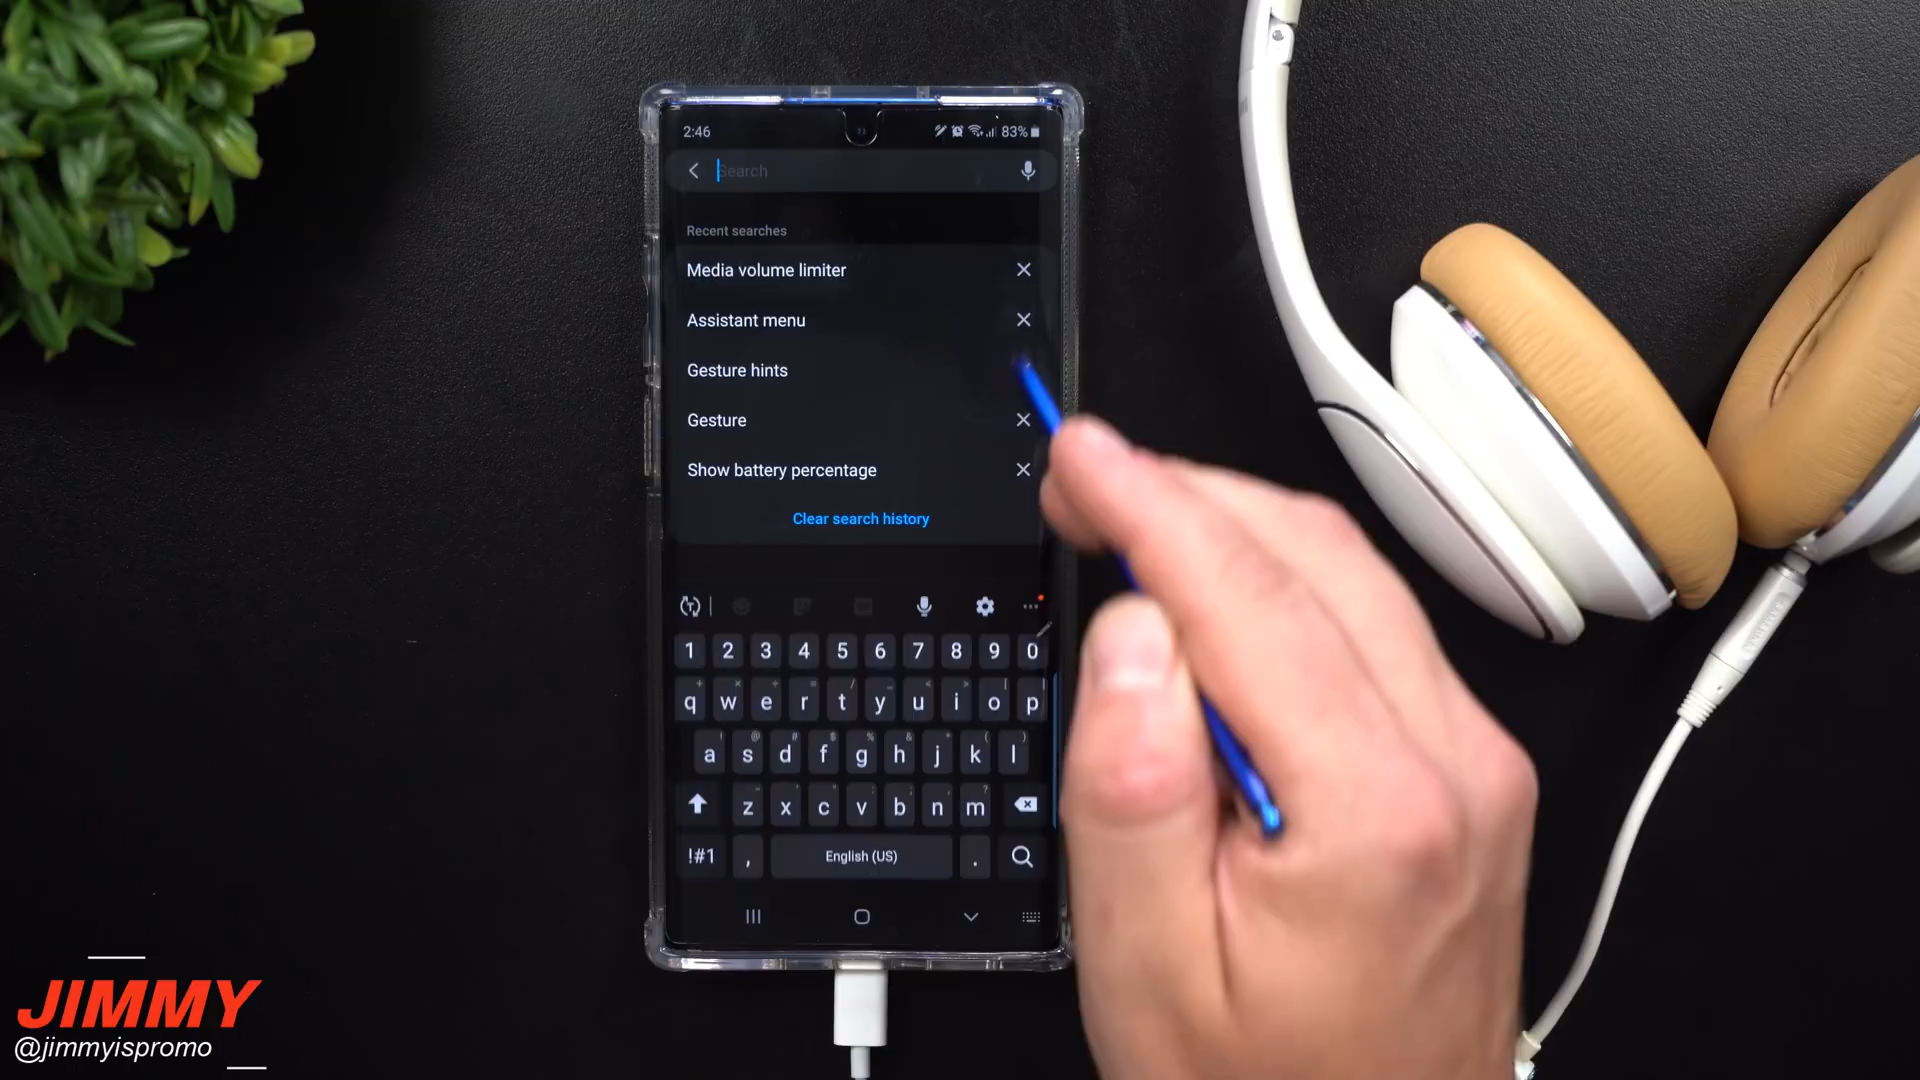 2:46
83%
Search
Recent searches
Media volume limiter
Assistant menu
Gesture hints
Gesture
Show battery percentage
Clear search history
1 2 3 4 5 6 7 8 9 0
q w e r t y u i o p
a s d f g h j k l
z x c v b n m
!#1 , English (US) .
JIMMY
@jimmyispromo